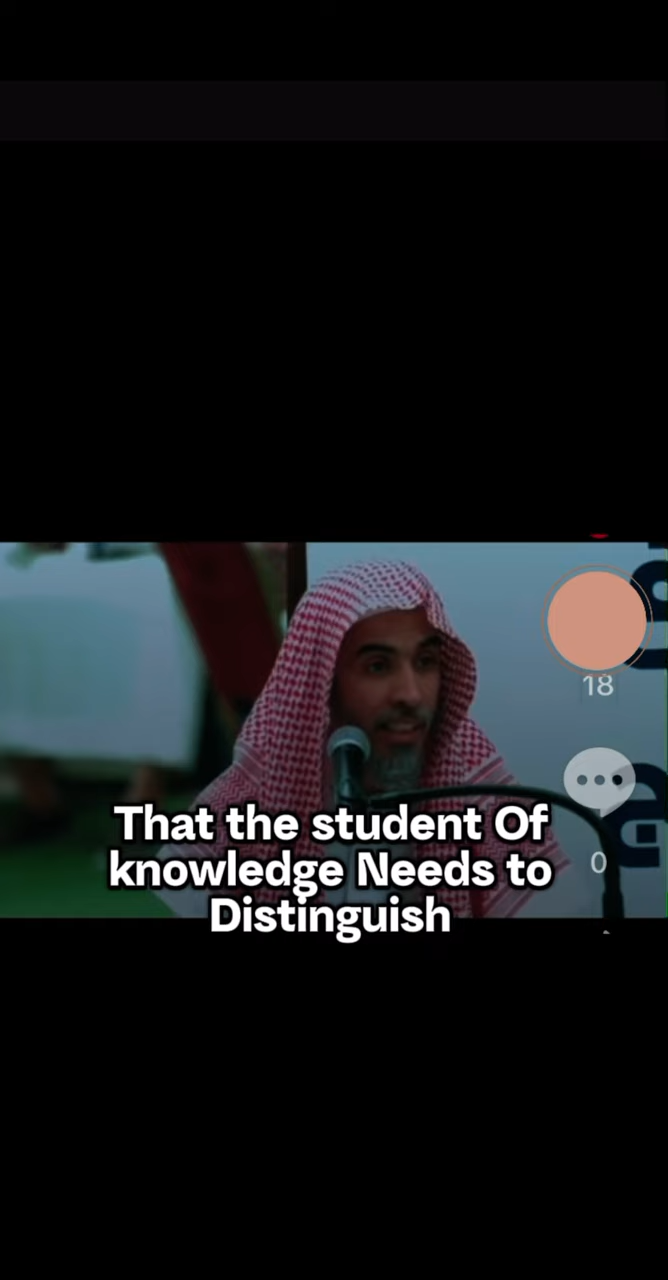 18
That the student Of
knowledge Needs to
0
Distinguish